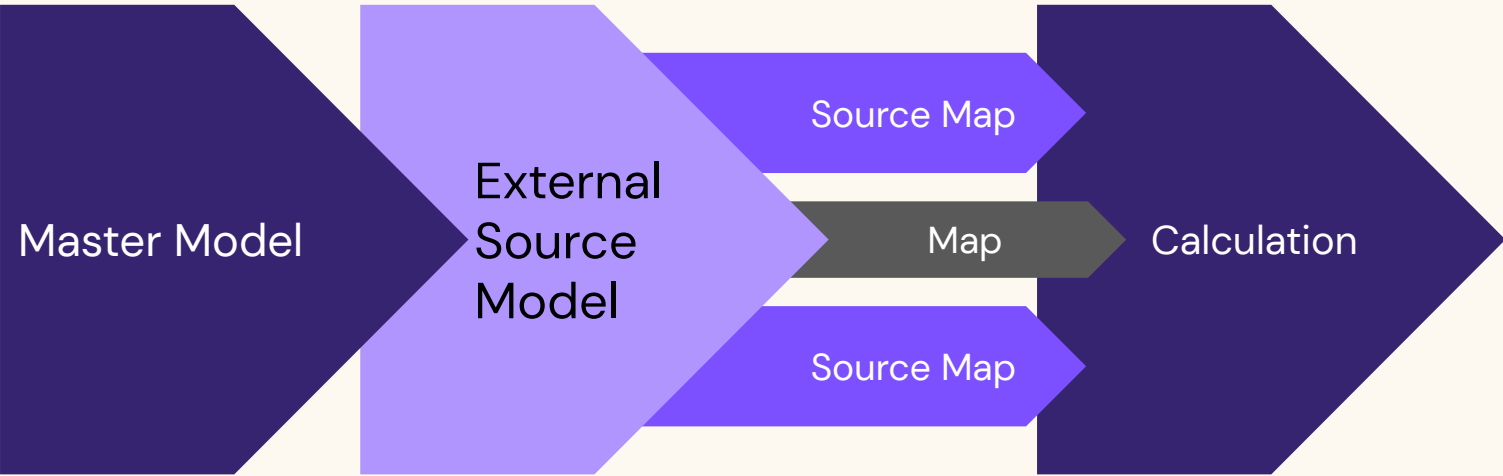 Master Model
External
Source
Model
Source Map
Map
Source Map
Calculation